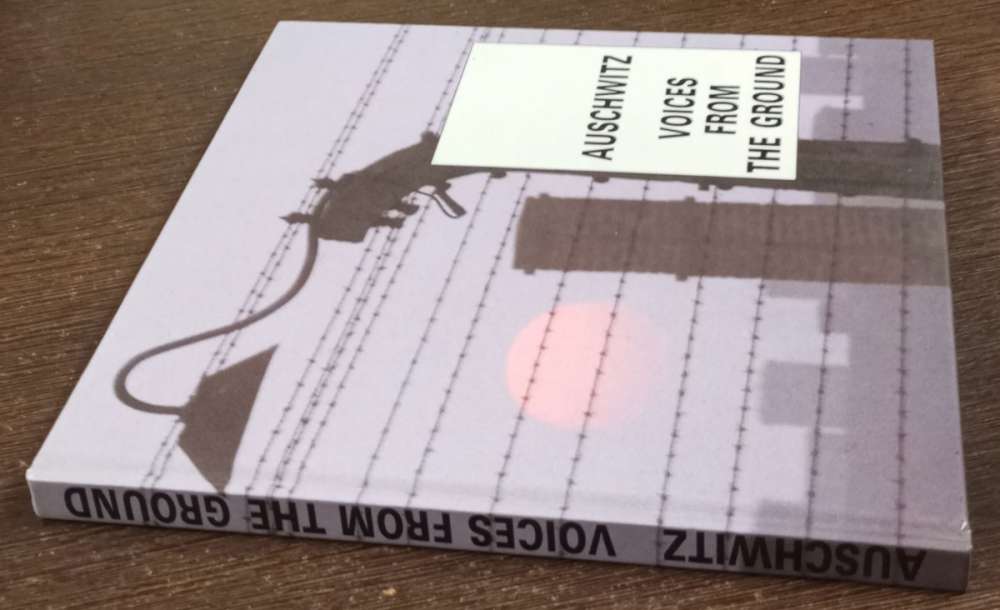 AUSCHWITZ
VOICES
FROM
THE GROUND
AUSCHWITZ VOICES FROM THE GROUND